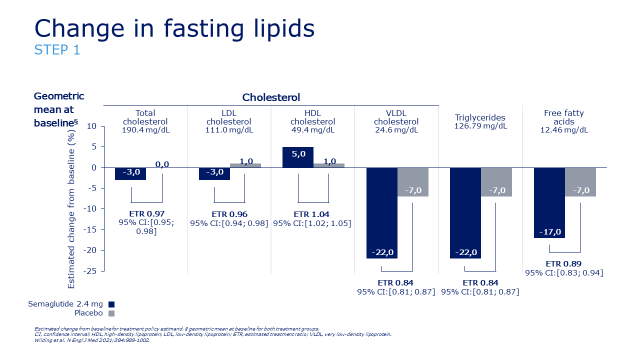 Change in fasting lipids
STEP 1
Geometric
mean at
baseline§
Cholesterol
Total
cholesterol
190.4 mg/dL
LDL
cholesterol
111.0 mg/dL
HDL
cholesterol
49.4 mg/dL
VLDL
cholesterol
24.6 mg/dL
Triglycerides
126.79 mg/dL
Free fatty
acids
12.46 mg/dL
Estimated change from baseline (%)
10
5
0
-5
-10
-15
-20
-25
-3,0
0,0
-3,0
1,0
5,0
1,0
-22,0
-7,0
-22,0
-7,0
-17,0
-7,0
ETR 0.97
95% CI:[0.95;
0.98]
ETR 0.96
95% CI:[0.94; 0.98]
ETR 1.04
95% CI:[1.02; 1.05]
ETR 0.84
95% CI:[0.81; 0.87]
ETR 0.84
95% CI:[0.81; 0.87]
ETR 0.89
95% CI:[0.83; 0.94]
Semaglutide 2.4 mg
Placebo
Estimated change from baseline for treatment policy estimand. § geometric mean at baseline for both treatment groups.
CI, confidence interval; HDL, high-density lipoprotein; LDL, low-density lipoprotein; ETR, estimated treatment ratio; VLDL, very low-density lipoprotein.
Wilding et al. N Engl J Med 2021;384:989-1002.